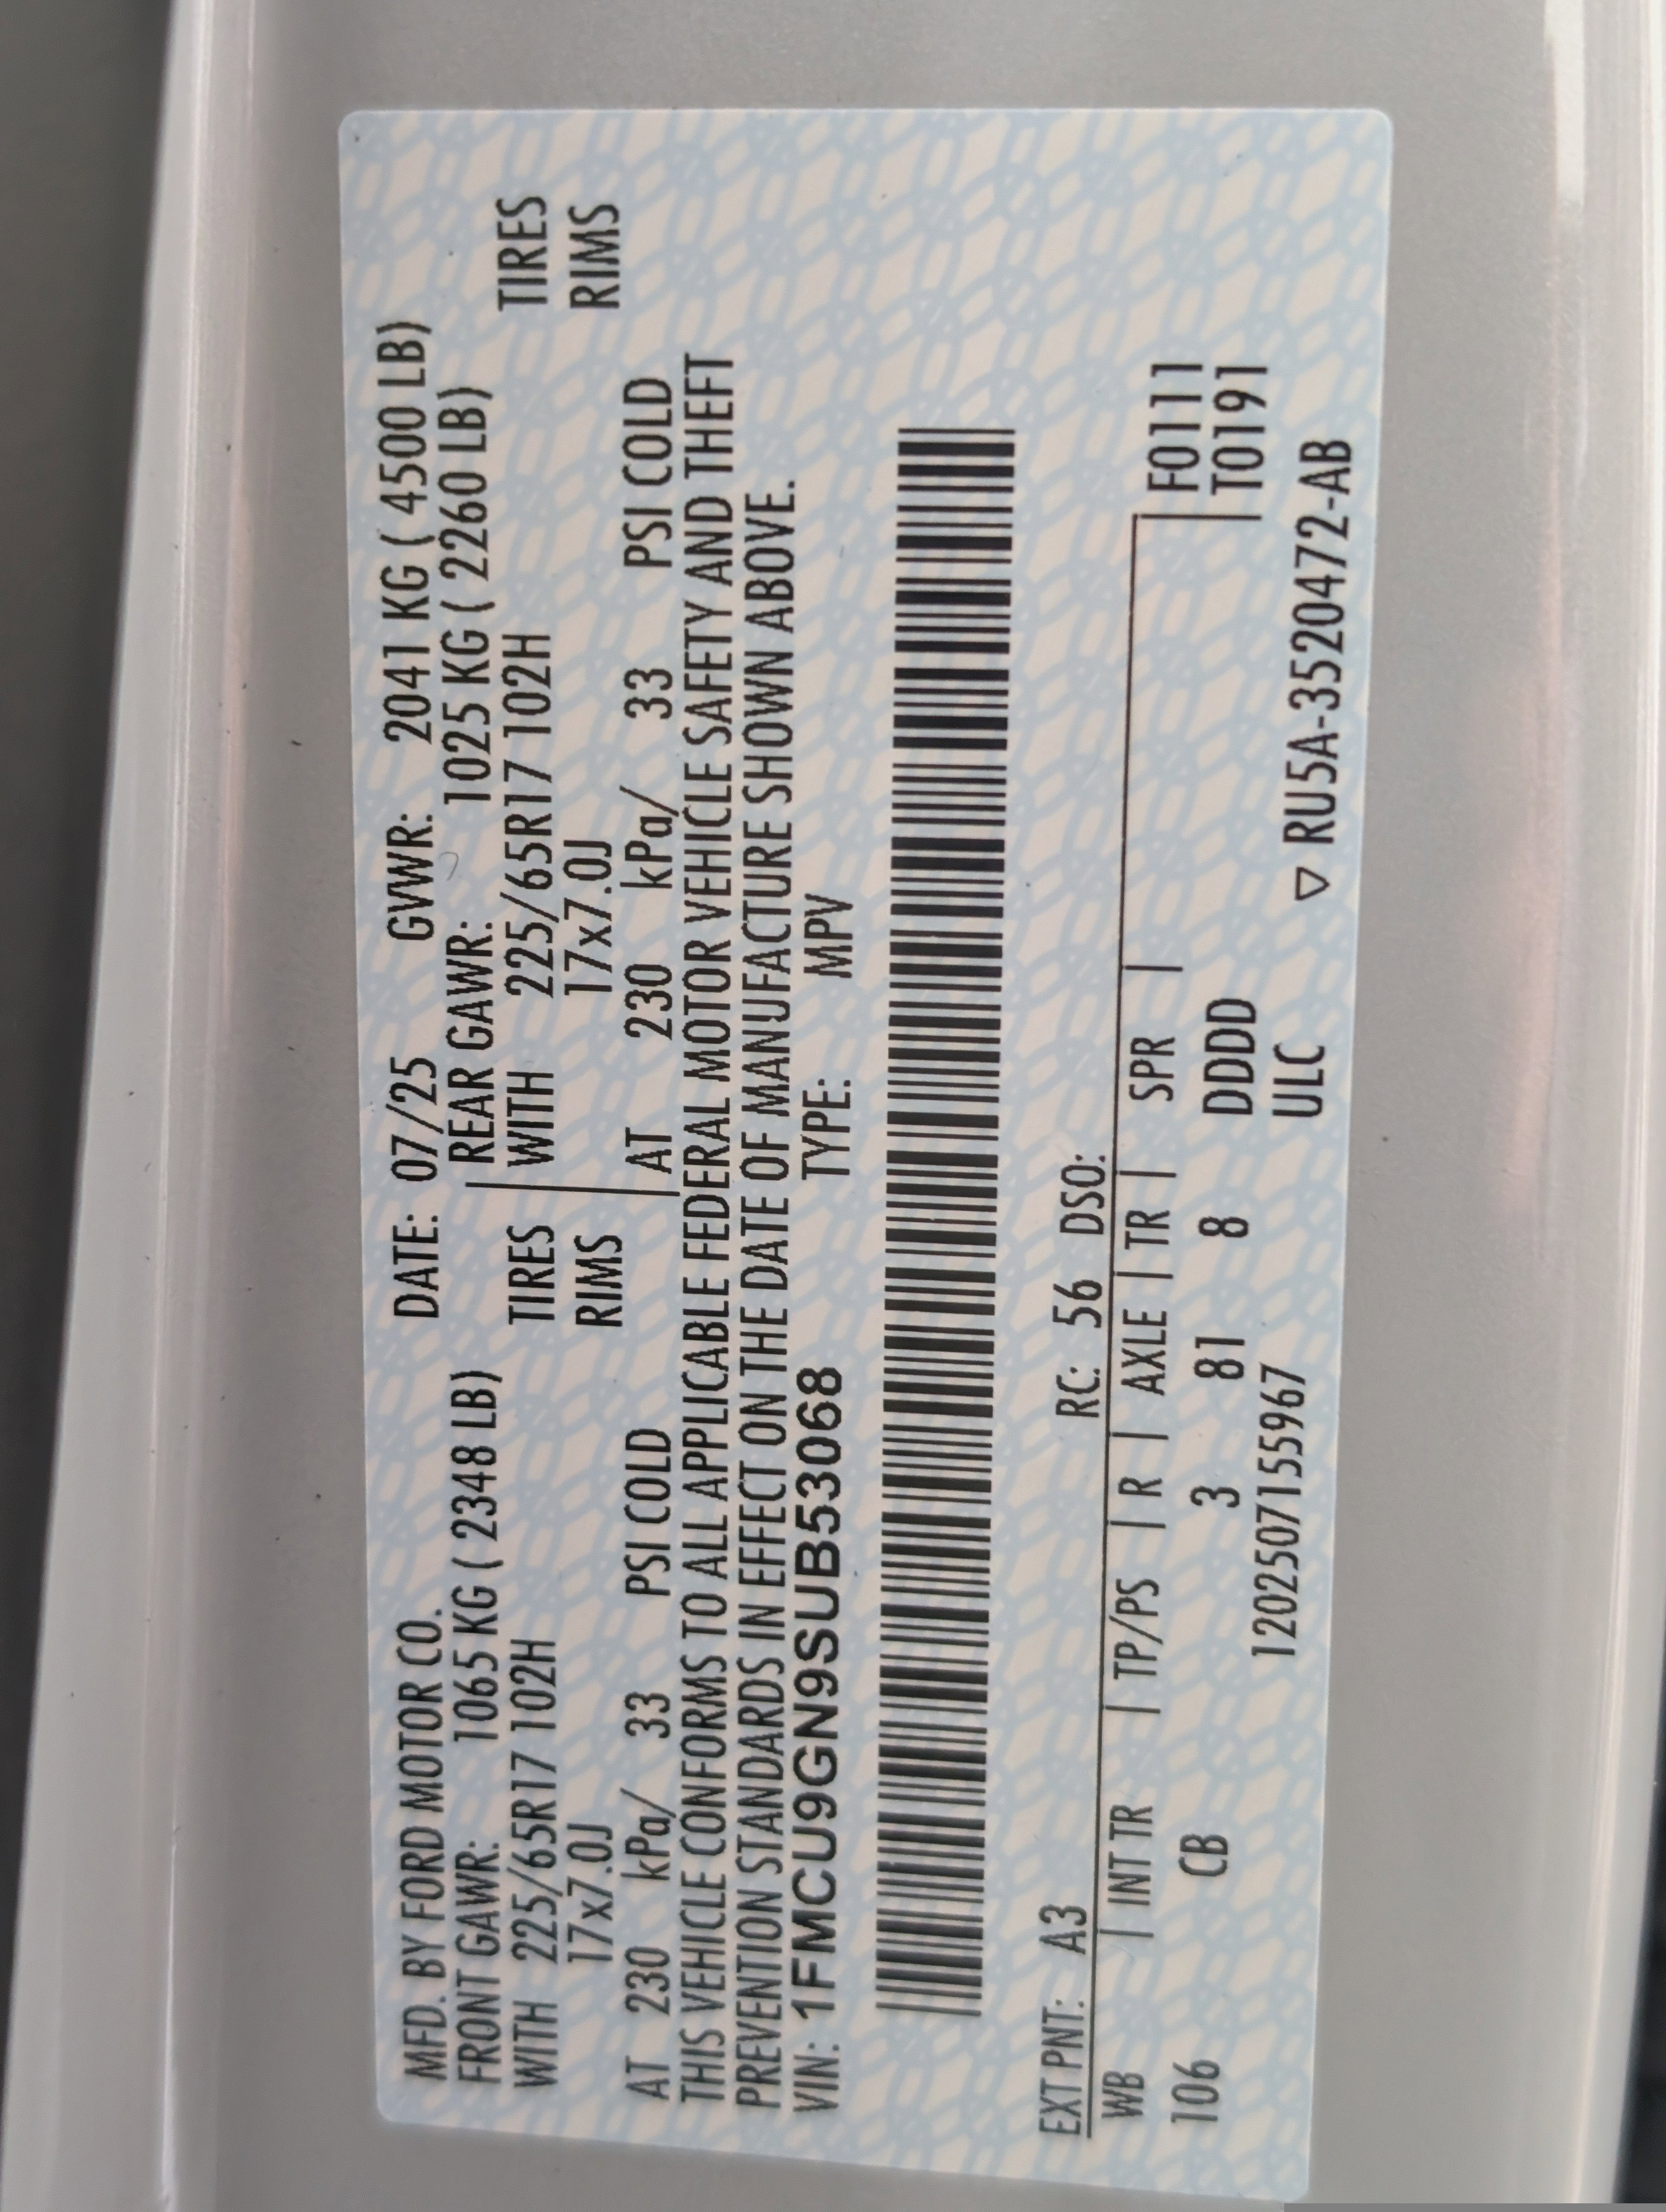 MFD. BY FORD MOTOR CO. DATE: 07/25 GVWR: 2041 KG ( 4500 LB)
FRONT GAWR: 1065 KG ( 2348 LB) REAR GAWR: 1025 KG ( 2260 LB)
WITH 225/65R17 102H TIRES WITH 225/65R17 102H TIRES
17x7.0J RIMS 17x7.0J RIMS
AT 230 kPa/ 33 PSI COLD AT 230 kPa/ 33 PSI COLD
THIS VEHICLE CONFORMS TO ALL APPLICABLE FEDERAL MOTOR VEHICLE SAFETY AND THEFT
PREVENTION STANDARDS IN EFFECT ON THE DATE OF MANUFACTURE SHOWN ABOVE.
VIN: 1FMCU9GN9SUB53068 TYPE: MPV
EXT PNT: A3 RC: 56 DSO:
WB | INT TR | TP/PS | R | AXLE | TR | SPR | F0111
106 CB 3 81 8 DDDD T0191
1202507155967 ULC ▽ RU5A-3520472-AB